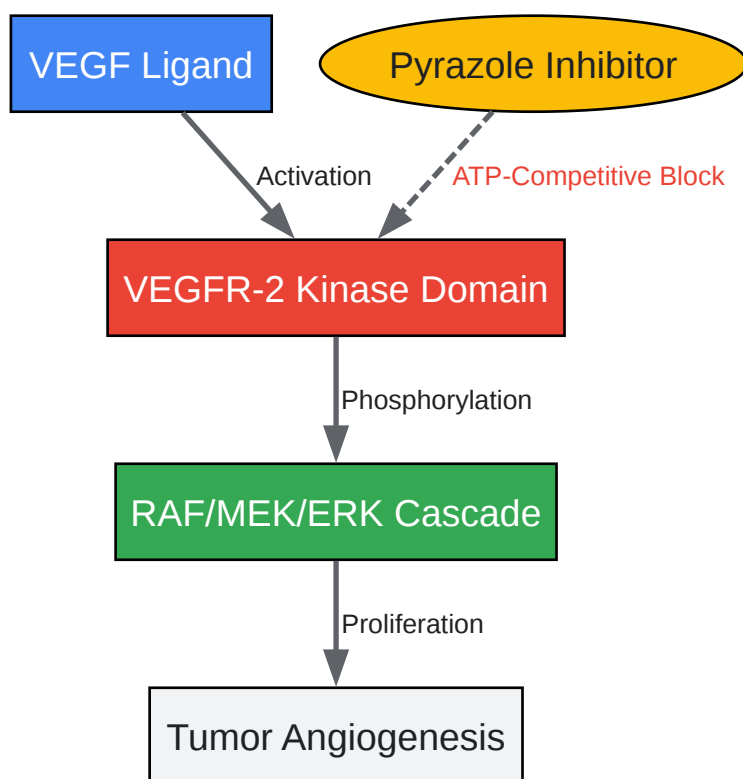 VEGF Ligand
Pyrazole Inhibitor
Activation
ATP-Competitive Block
VEGFR-2 Kinase Domain
Phosphorylation
RAF/MEK/ERK Cascade
Proliferation
Tumor Angiogenesis